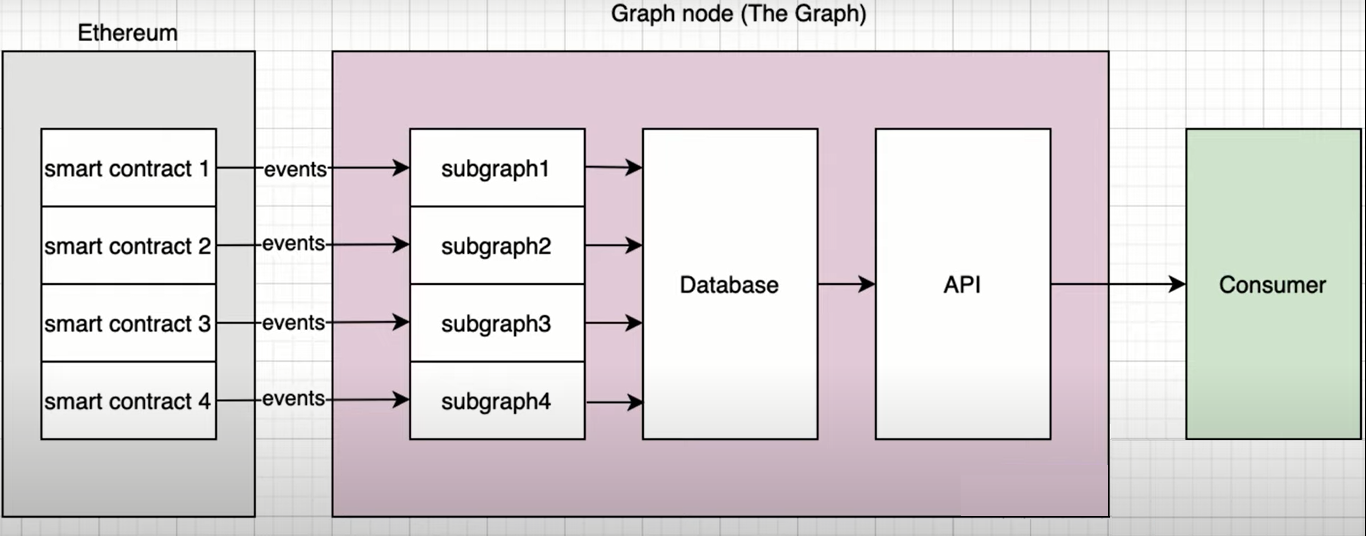 Graph node (The Graph)
Ethereum
smart contract 1
events
subgraph1
smart contract 2
events
subgraph2
Database
API
Consumer
smart contract 3
events
subgraph3
smart contract 4
events
subgraph4